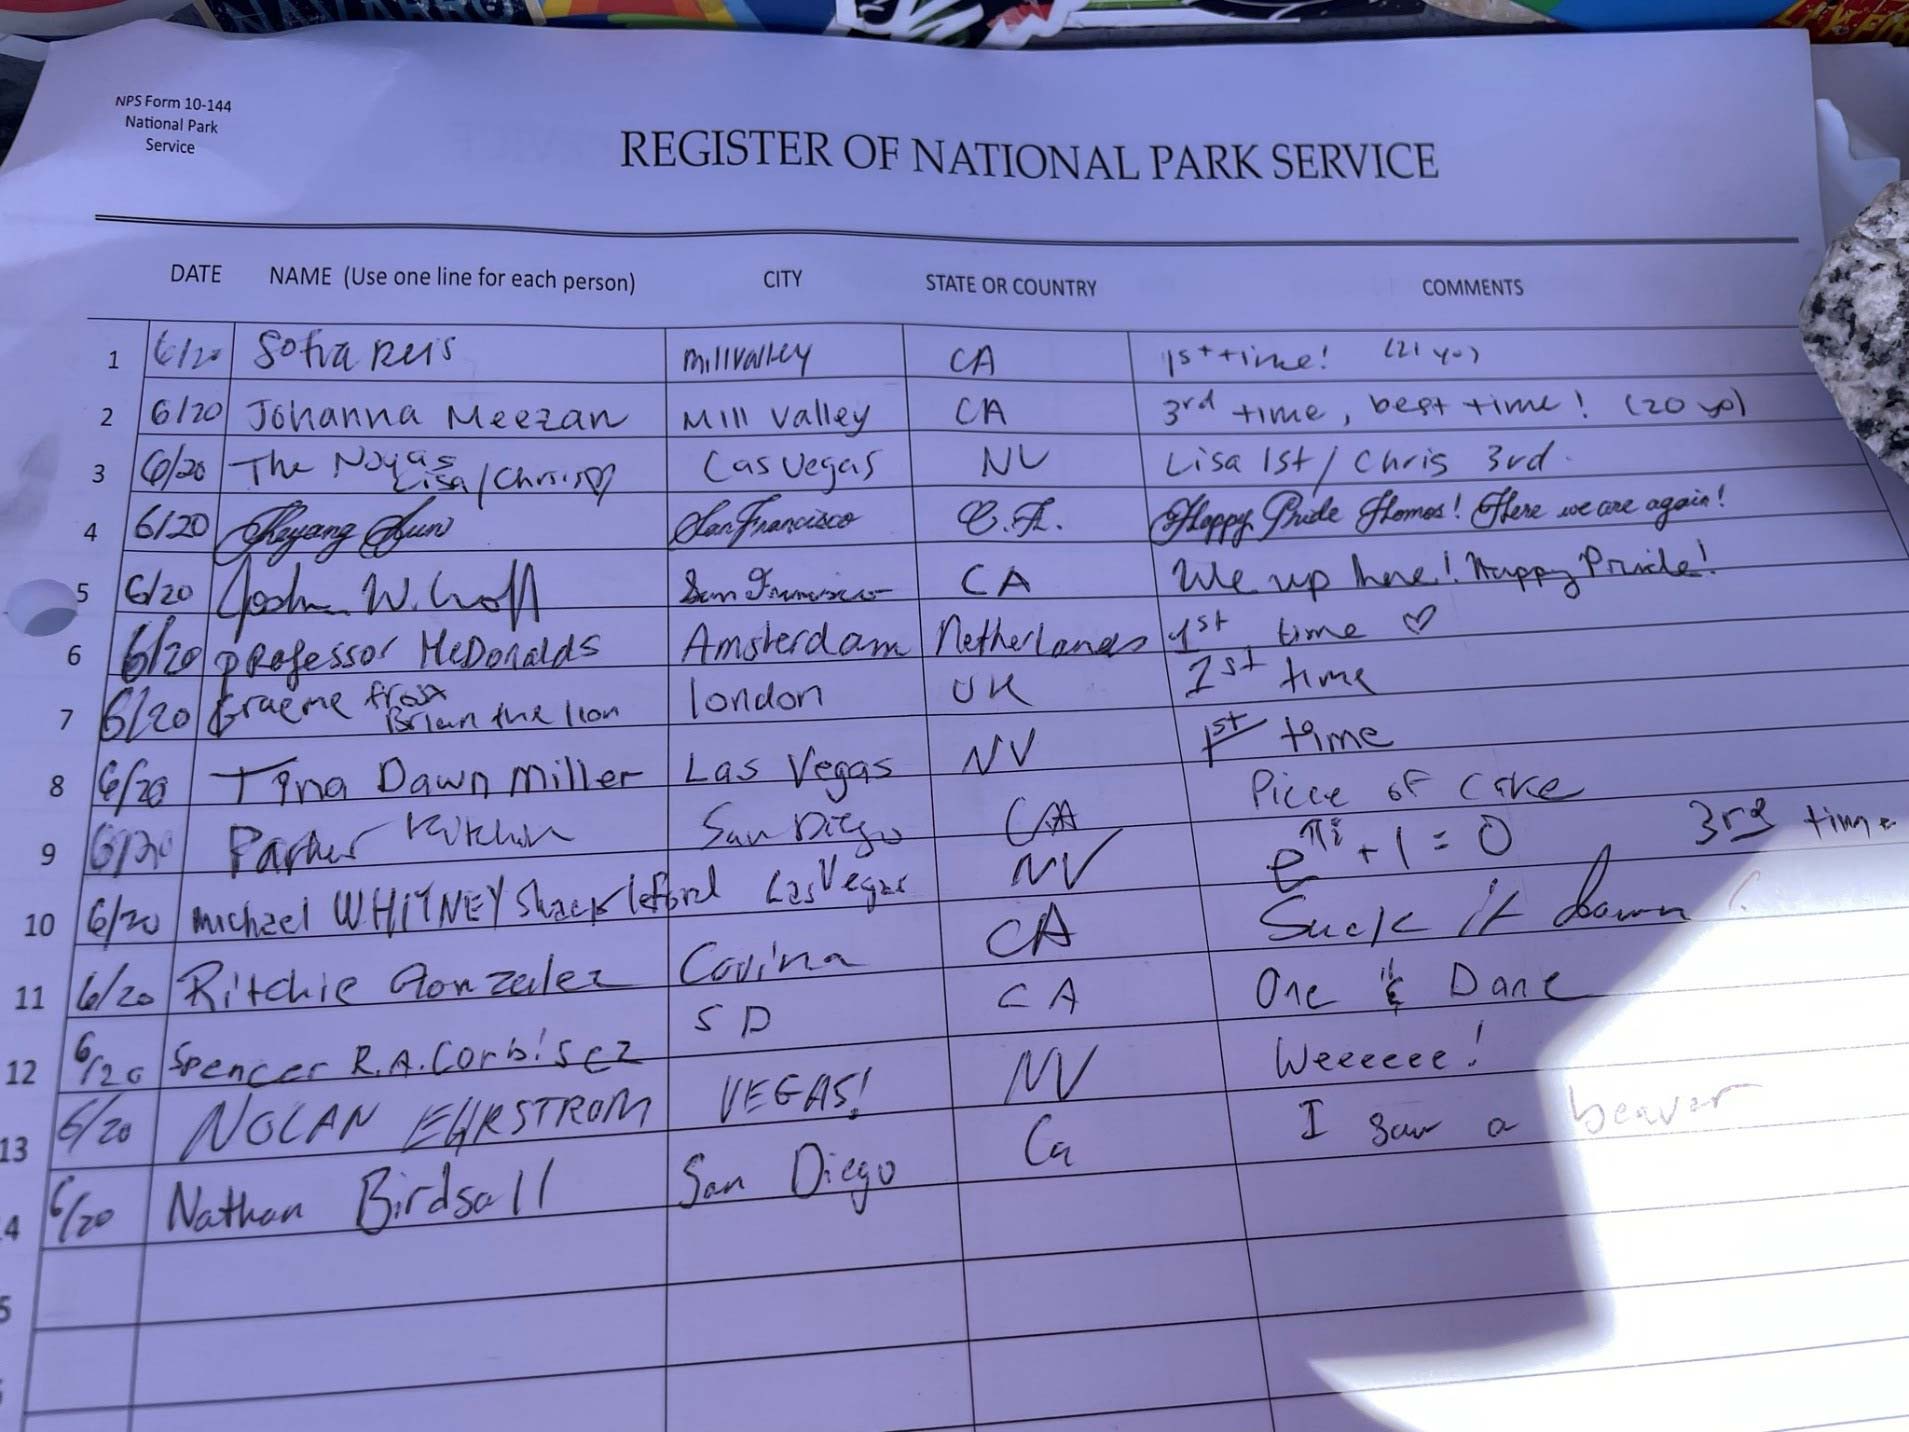 NAVARRO
NPS Form 10-144
National Park
Service
REGISTER OF NATIONAL PARK SERVICE
DATE NAME (Use one line for each person) CITY STATE OR COUNTRY COMMENTS
1 6/20 Sofia Reis millvalley CA 1st time! (21 yo)
2 6/20 Johanna Meezan Mill Valley CA 3rd time, best time! (20 yo)
3 6/20 The Noyas Lisa/Chris♡ Las Vegas NV Lisa 1st/Chris 3rd.
4 6/20 Sun San Francisco C.A. Happy Pride Homos! Here we are again!
5 6/20 Joshua W. San Francisco CA We up here! Happy Pride!
6 6/20 professor McDonalds Amsterdam Netherlands 1st time ♡
7 6/20 Graeme Brian the lion london UK 1st time
8 6/20 Tina Dawn Miller Las Vegas NV 1st time
9 6/20 Parker San Diego CA Piece of cake
10 6/20 Michael WHITNEY Shackleford Las Vegas NV e^πi + 1 = 0 3rd time
11 6/20 Ritchie Gonzalez Covina CA Suck it
12 6/20 Spencer R.A. Corbisez SD CA One & Dane
13 6/20 NOLAN EHRSTROM VEGAS! NV Weeeeee!
4 6/20 Nathan Birdsall San Diego Ca I saw a beaver
5